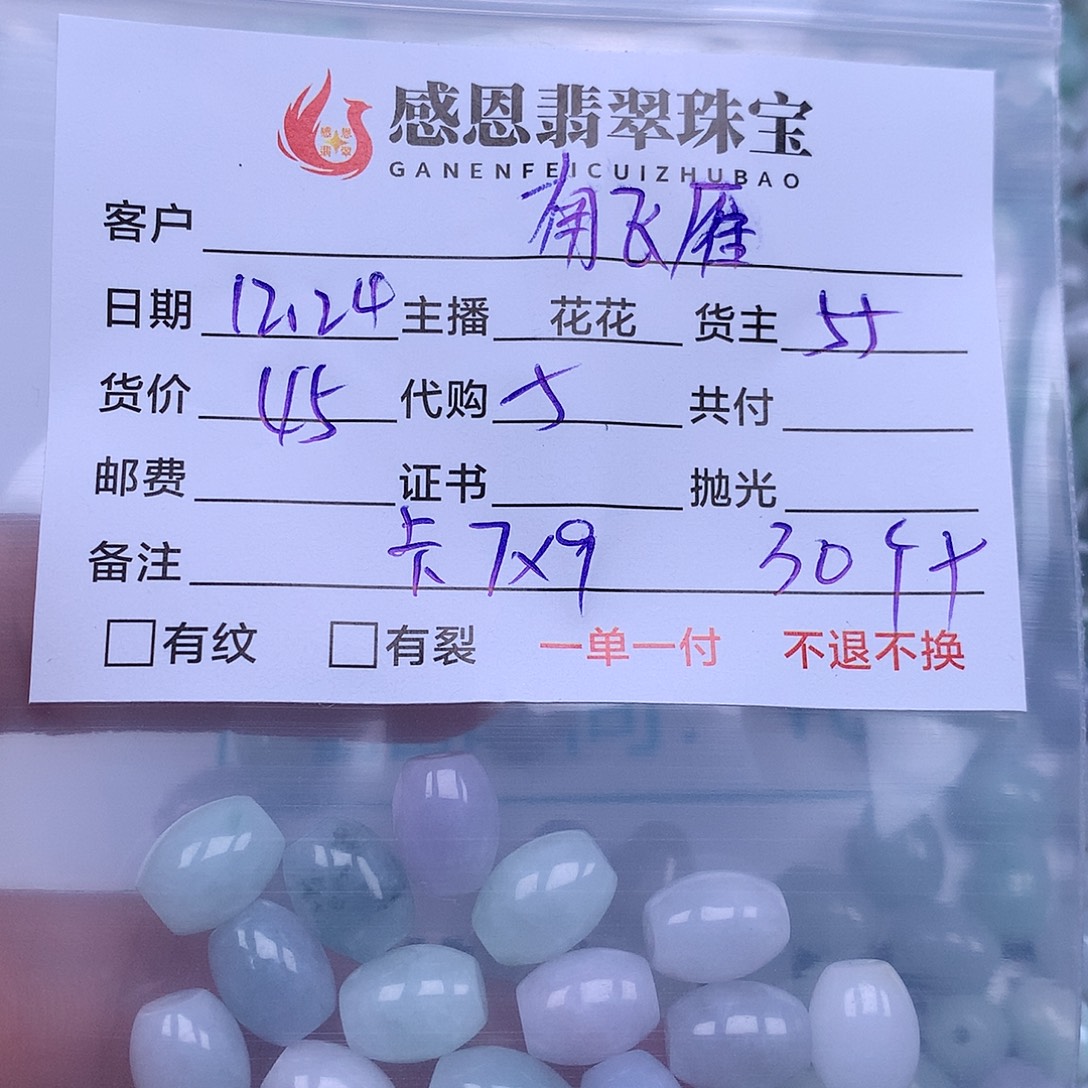 感恩翡翠珠宝
GANENFEICUIZHUBAO
客户 飞雁
日期 12.24 主播 花花 货主
货价 45 代购 5 共付
邮费 证书 抛光
备注 卡 7x9 30
有纹 有裂 一单一付 不退不换